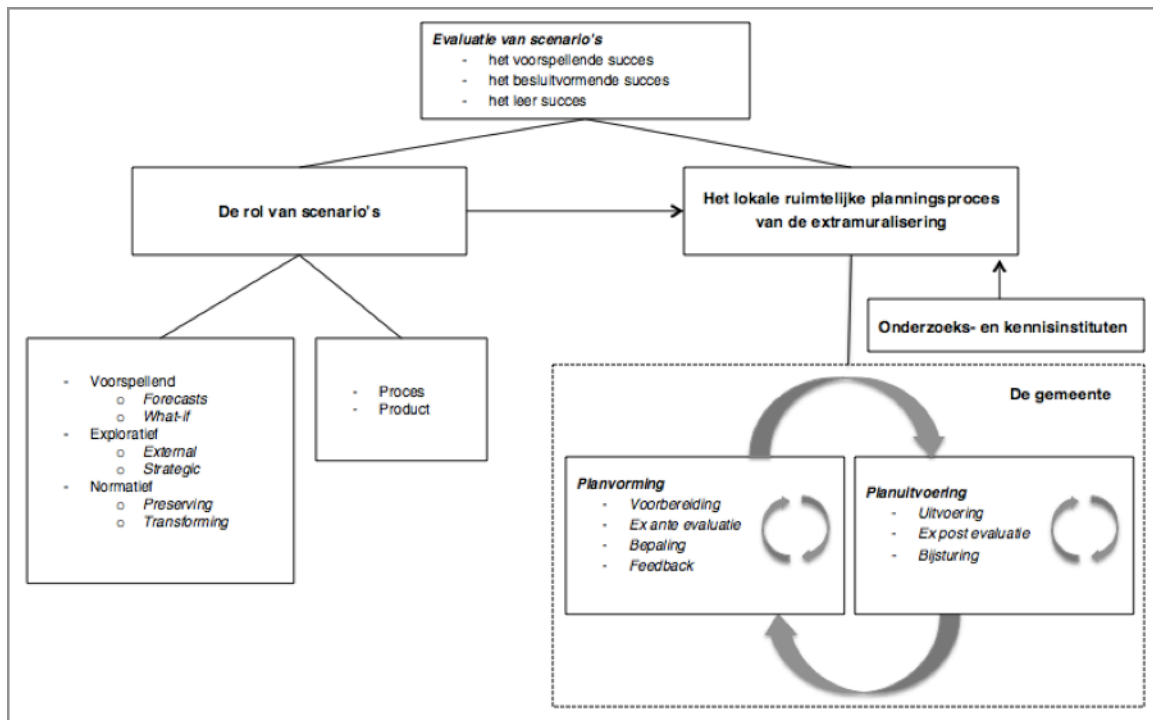 Evaluatie van scenario's
- het voorspellende succes
- het besluitvormende succes
- het leer succes
De rol van scenario's
Het lokale ruimtelijke planningsproces
van de extramuralisering
Onderzoeks- en kennisinstituten
- Voorspellend
o Forecasts
o What-if
- Exploratief
o External
o Strategic
- Normatief
o Preserving
o Transforming
- Proces
- Product
De gemeente
Planvorming
- Voorbereiding
- Ex ante evaluatie
- Bepaling
- Feedback
Planuitvoering
- Uitvoering
- Ex post evaluatie
- Bijsturing